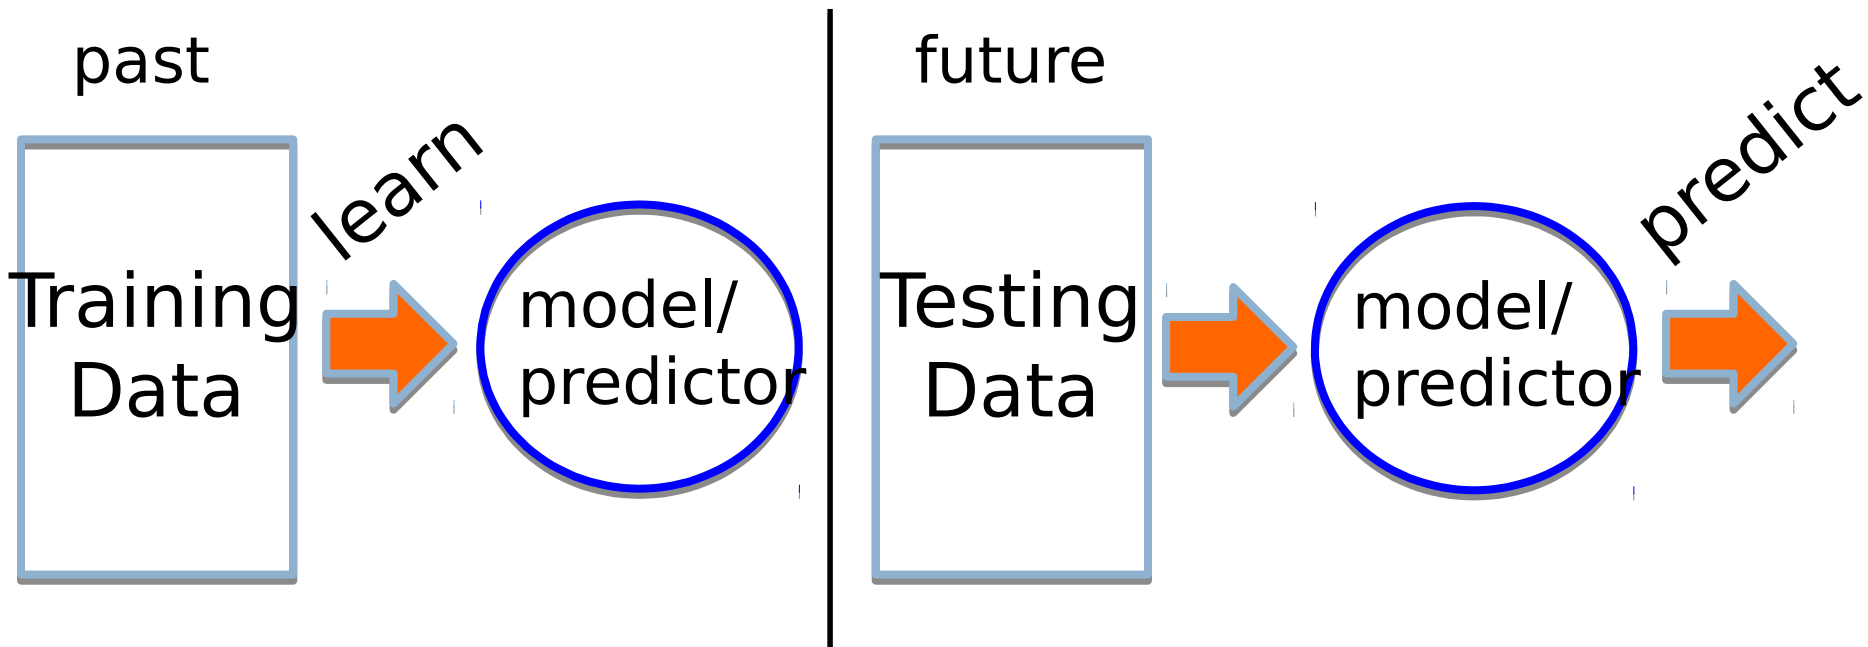 past
learn
Training
Data
model/
predictor
future
predict
Testing
Data
model/
predictor